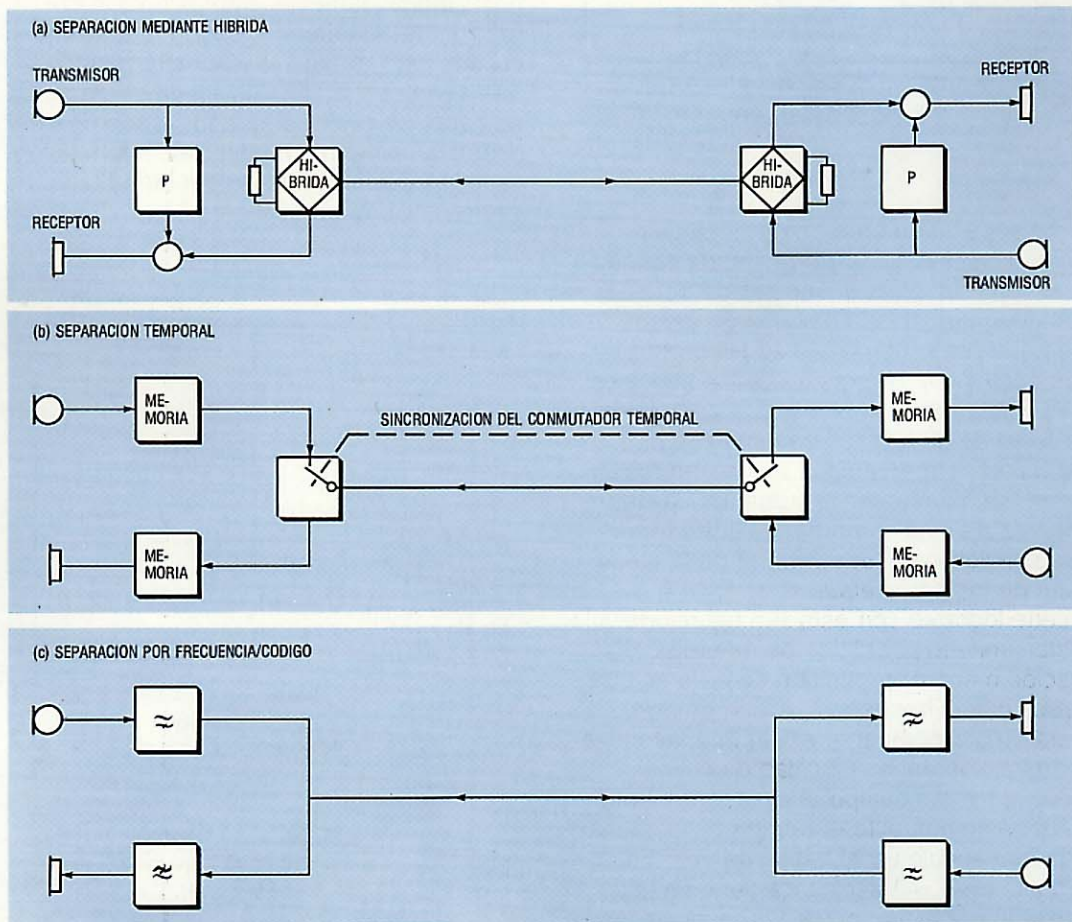 (a) SEPARACION MEDIANTE HIBRIDA
TRANSMISOR
RECEPTOR
HI-
BRIDA
HI-
BRIDA
P
P
RECEPTOR
TRANSMISOR
(b) SEPARACION TEMPORAL
ME-
MORIA
ME-
MORIA
SINCRONIZACION DEL CONMUTADOR TEMPORAL
ME-
MORIA
ME-
MORIA
(c) SEPARACION POR FRECUENCIA/CODIGO
≈
≈
≈
≈